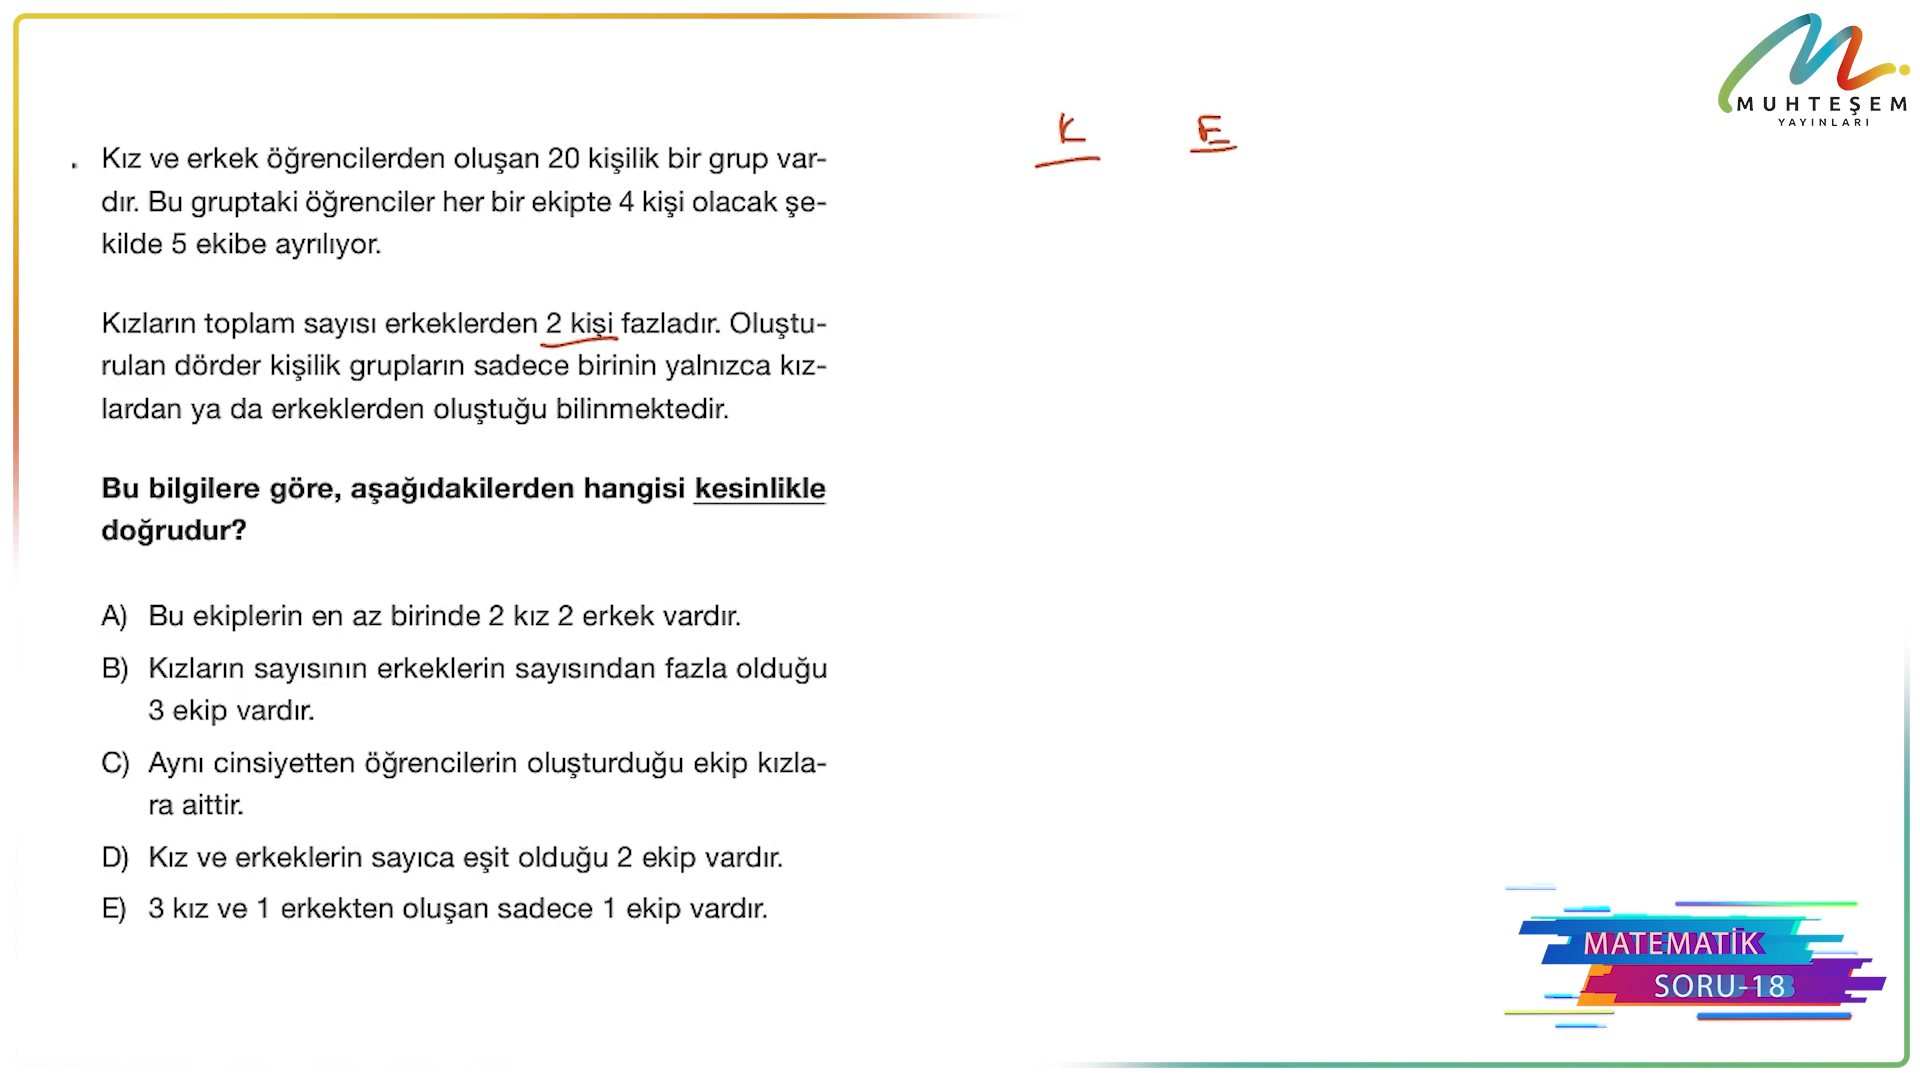 MUHTEŞEM
YAYINLARI
K E
. Kız ve erkek öğrencilerden oluşan 20 kişilik bir grup var-
dır. Bu gruptaki öğrenciler her bir ekipte 4 kişi olacak şe-
kilde 5 ekibe ayrılıyor.
Kızların toplam sayısı erkeklerden 2 kişi fazladır. Oluştu-
rulan dörder kişilik grupların sadece birinin yalnızca kız-
lardan ya da erkeklerden oluştuğu bilinmektedir.
Bu bilgilere göre, aşağıdakilerden hangisi kesinlikle
doğrudur?
A) Bu ekiplerin en az birinde 2 kız 2 erkek vardır.
B) Kızların sayısının erkeklerin sayısından fazla olduğu
3 ekip vardır.
C) Aynı cinsiyetten öğrencilerin oluşturduğu ekip kızla-
ra aittir.
D) Kız ve erkeklerin sayıca eşit olduğu 2 ekip vardır.
E) 3 kız ve 1 erkekten oluşan sadece 1 ekip vardır.
MATEMATİK
SORU-18